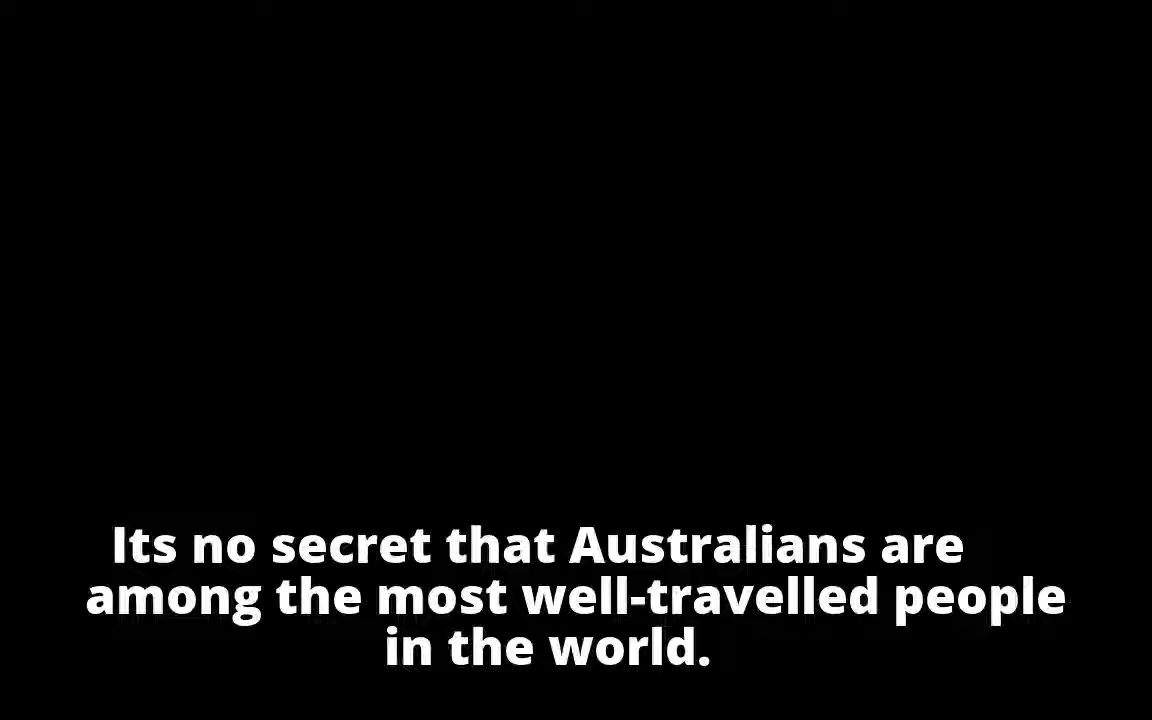 Its no secret that Australians are
among the most well-travelled people
in the world.